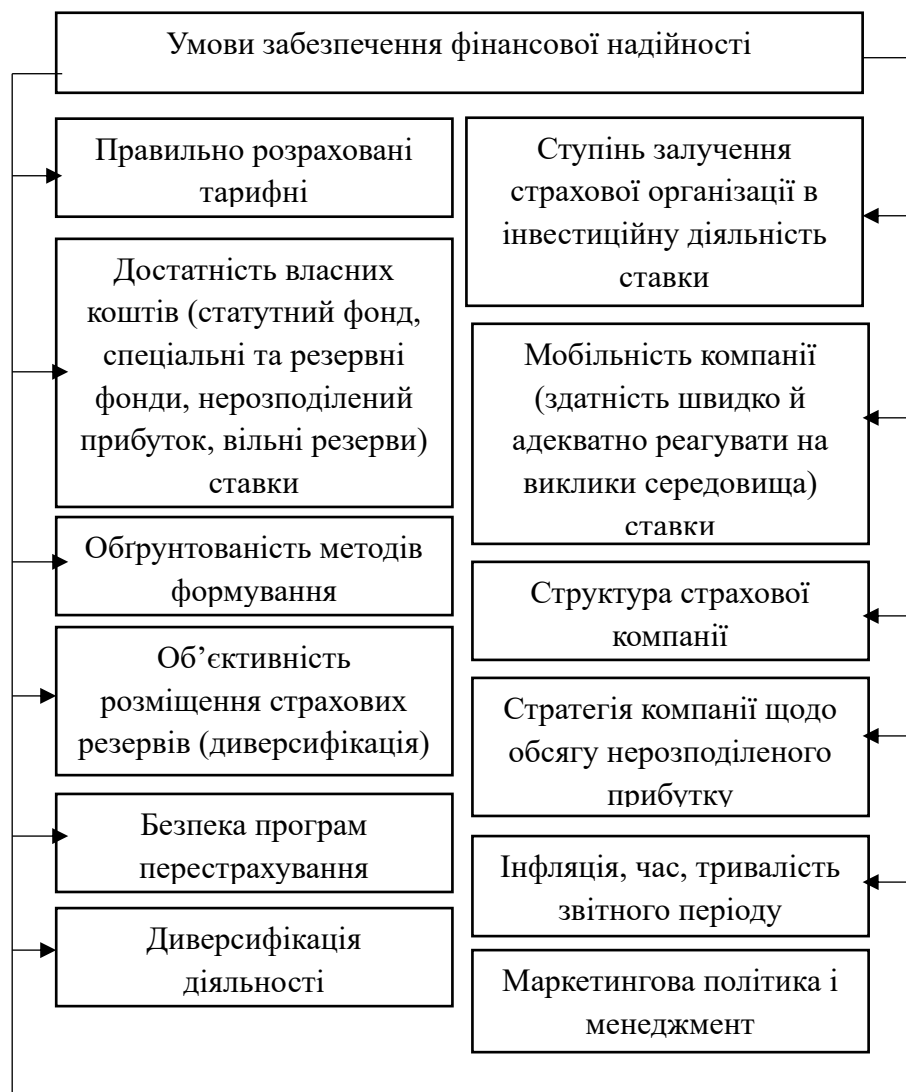 Умови забезпечення фінансової надійності
Правильно розраховані
тарифні
Достатність власних
коштів (статутний фонд,
спеціальні та резервні
фонди, нерозподілений
прибуток, вільні резерви)
ставки
Обґрунтованість методів
формування
Об’єктивність
розміщення страхових
резервів (диверсифікація)
Безпека програм
перестрахування
Диверсифікація
діяльності
Ступінь залучення
страхової організації в
інвестиційну діяльність
ставки
Мобільність компанії
(здатність швидко й
адекватно реагувати на
виклики середовища)
ставки
Структура страхової
компанії
Стратегія компанії щодо
обсягу нерозподіленого
прибутку
Інфляція, час, тривалість
звітного періоду
Маркетингова політика і
менеджмент